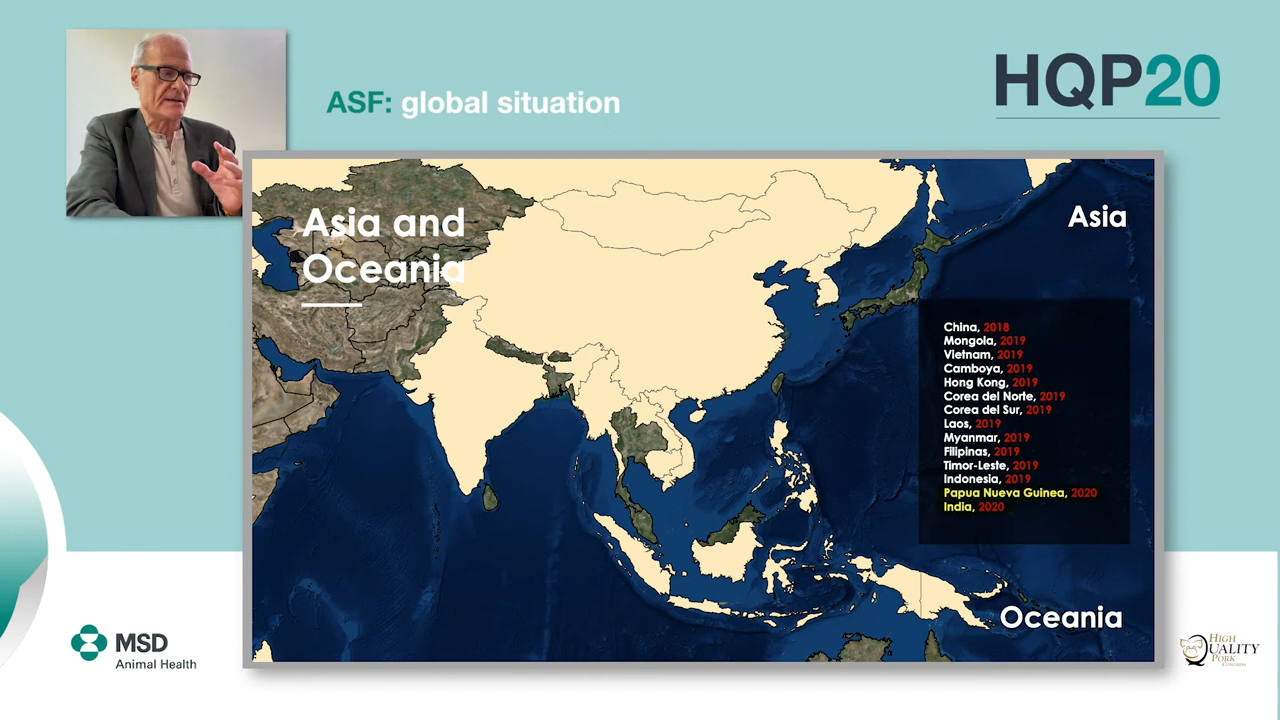 ASF: global situation
HQP20
Asia and
Oceania
Asia
China, 2018
Mongola, 2019
Vietnam, 2019
Camboya, 2019
Hong Kong, 2019
Corea del Norte, 2019
Corea del Sur, 2019
Laos, 2019
Myanmar, 2019
Filipinas, 2019
Timor-Leste, 2019
Indonesia, 2019
Papua Nueva Guinea, 2020
India, 2020
Oceania
MSD
Animal Health
HIGH
QUALITY
PORK
CONGRESS